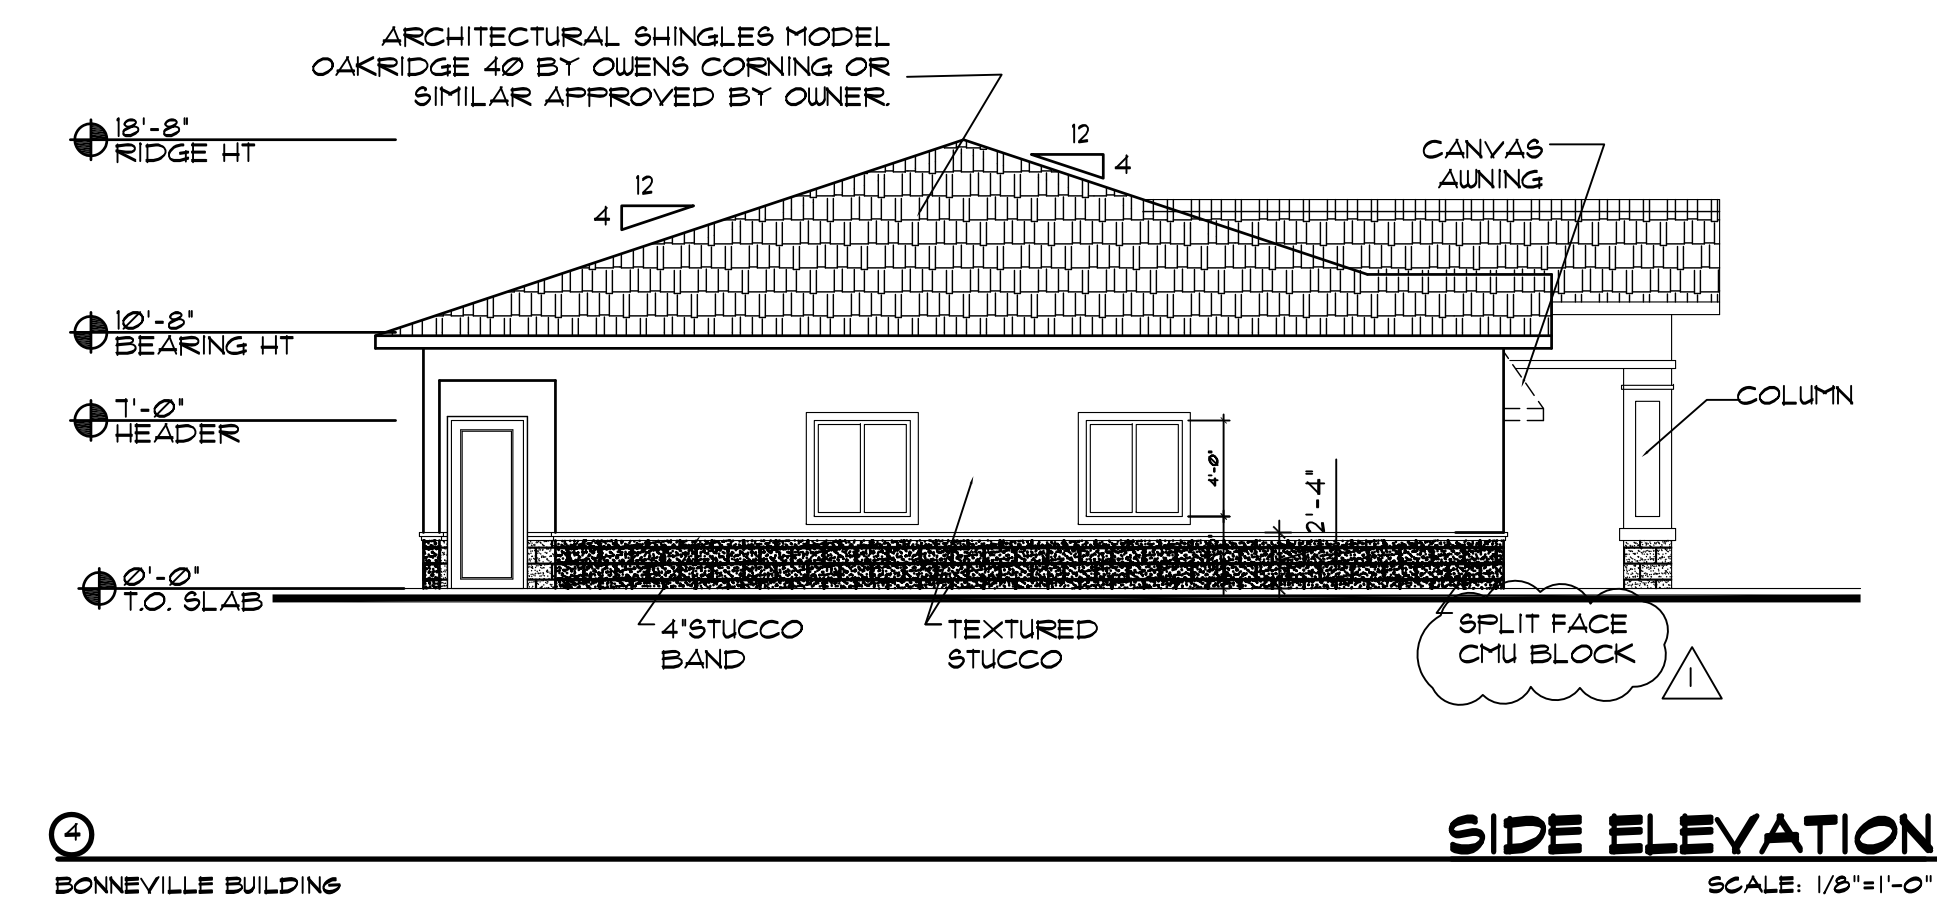 ARCHITECTURAL SHINGLES MODEL
OAKRIDGE 40 BY OWENS CORNING OR
SIMILAR APPROVED BY OWNER.
18'-8"
RIDGE HT
12
4
12
4
CANVAS
AWNING
10'-8"
BEARING HT
7'-0"
HEADER
COLUMN
4'-0"
2'-4"
0'-0"
T.O. SLAB
4"STUCCO
BAND
TEXTURED
STUCCO
SPLIT FACE
CMU BLOCK
1
4
SIDE ELEVATION
BONNEVILLE BUILDING
SCALE: 1/8"=1'-0"